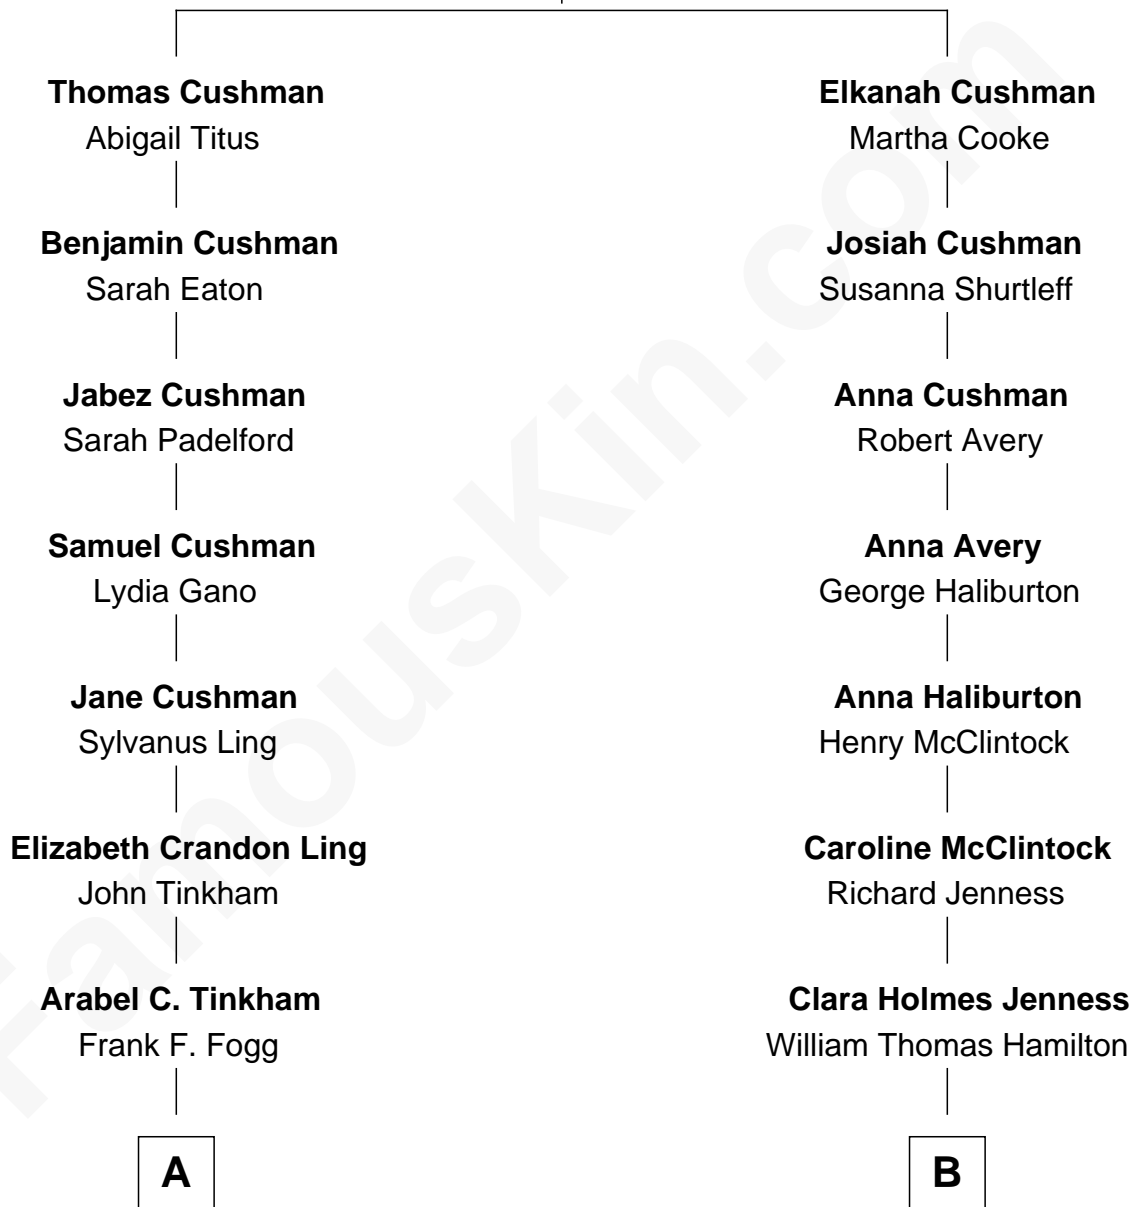 Thomas Cushman
Abigail Titus
Benjamin Cushman
Sarah Eaton
Jabez Cushman
Sarah Padelford
Samuel Cushman
Lydia Gano
Jane Cushman
Sylvanus Ling
Elizabeth Crandon Ling
John Tinkham
Arabel C. Tinkham
Frank F. Fogg
A
Elkanah Cushman
Martha Cooke
Josiah Cushman
Susanna Shurtleff
Anna Cushman
Robert Avery
Anna Avery
George Haliburton
Anna Haliburton
Henry McClintock
Caroline McClintock
Richard Jenness
Clara Holmes Jenness
William Thomas Hamilton
B
FamousKin.com